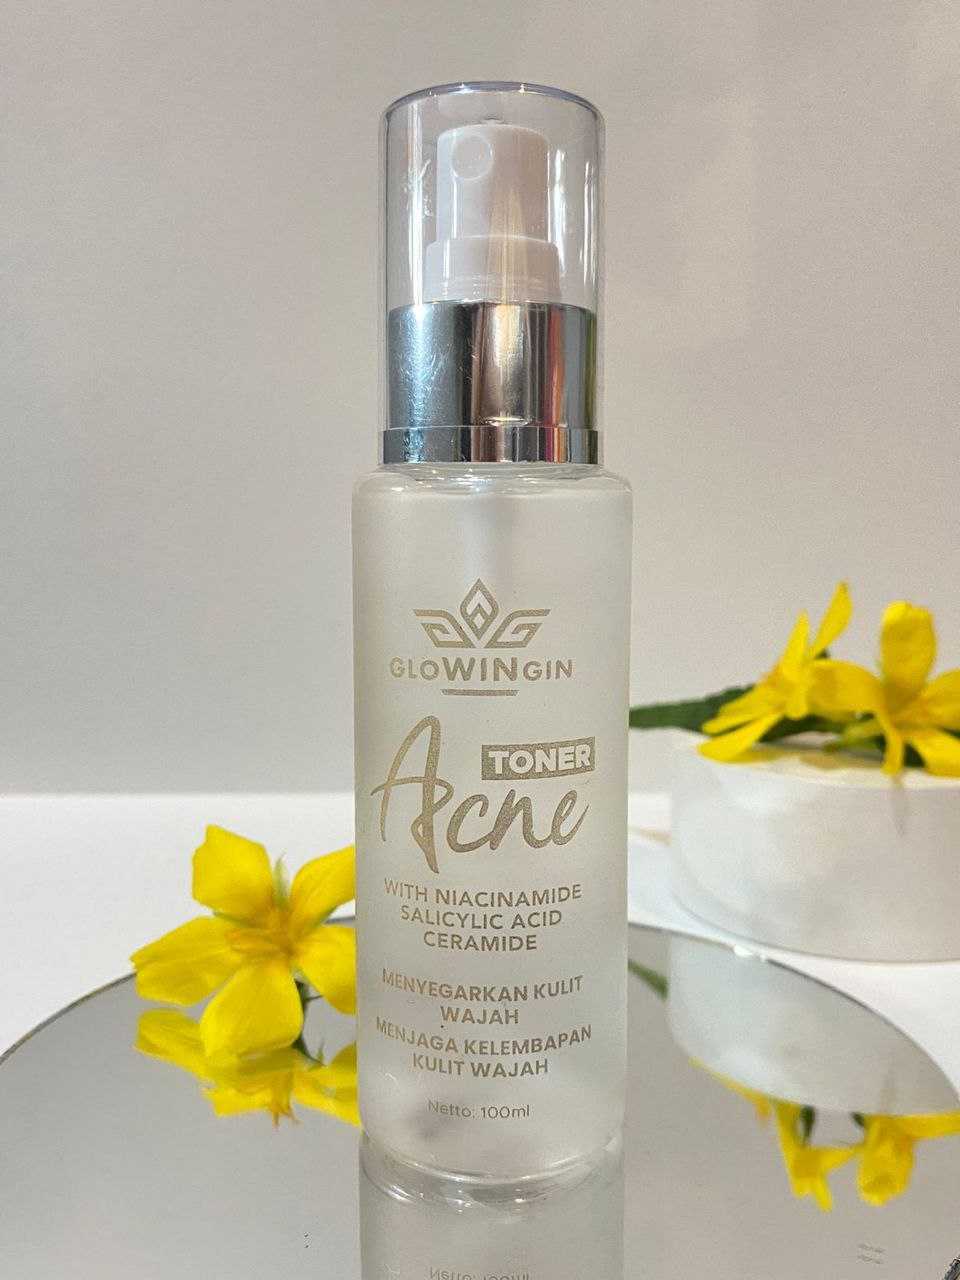 GLOWINGIN
TONER
Acne
WITH NIACINAMIDE
SALICYLIC ACID
CERAMIDE
MENYEGARKAN KULIT
WAJAH
MENJAGA KELEMBAPAN
KULIT WAJAH
Netto: 100ml